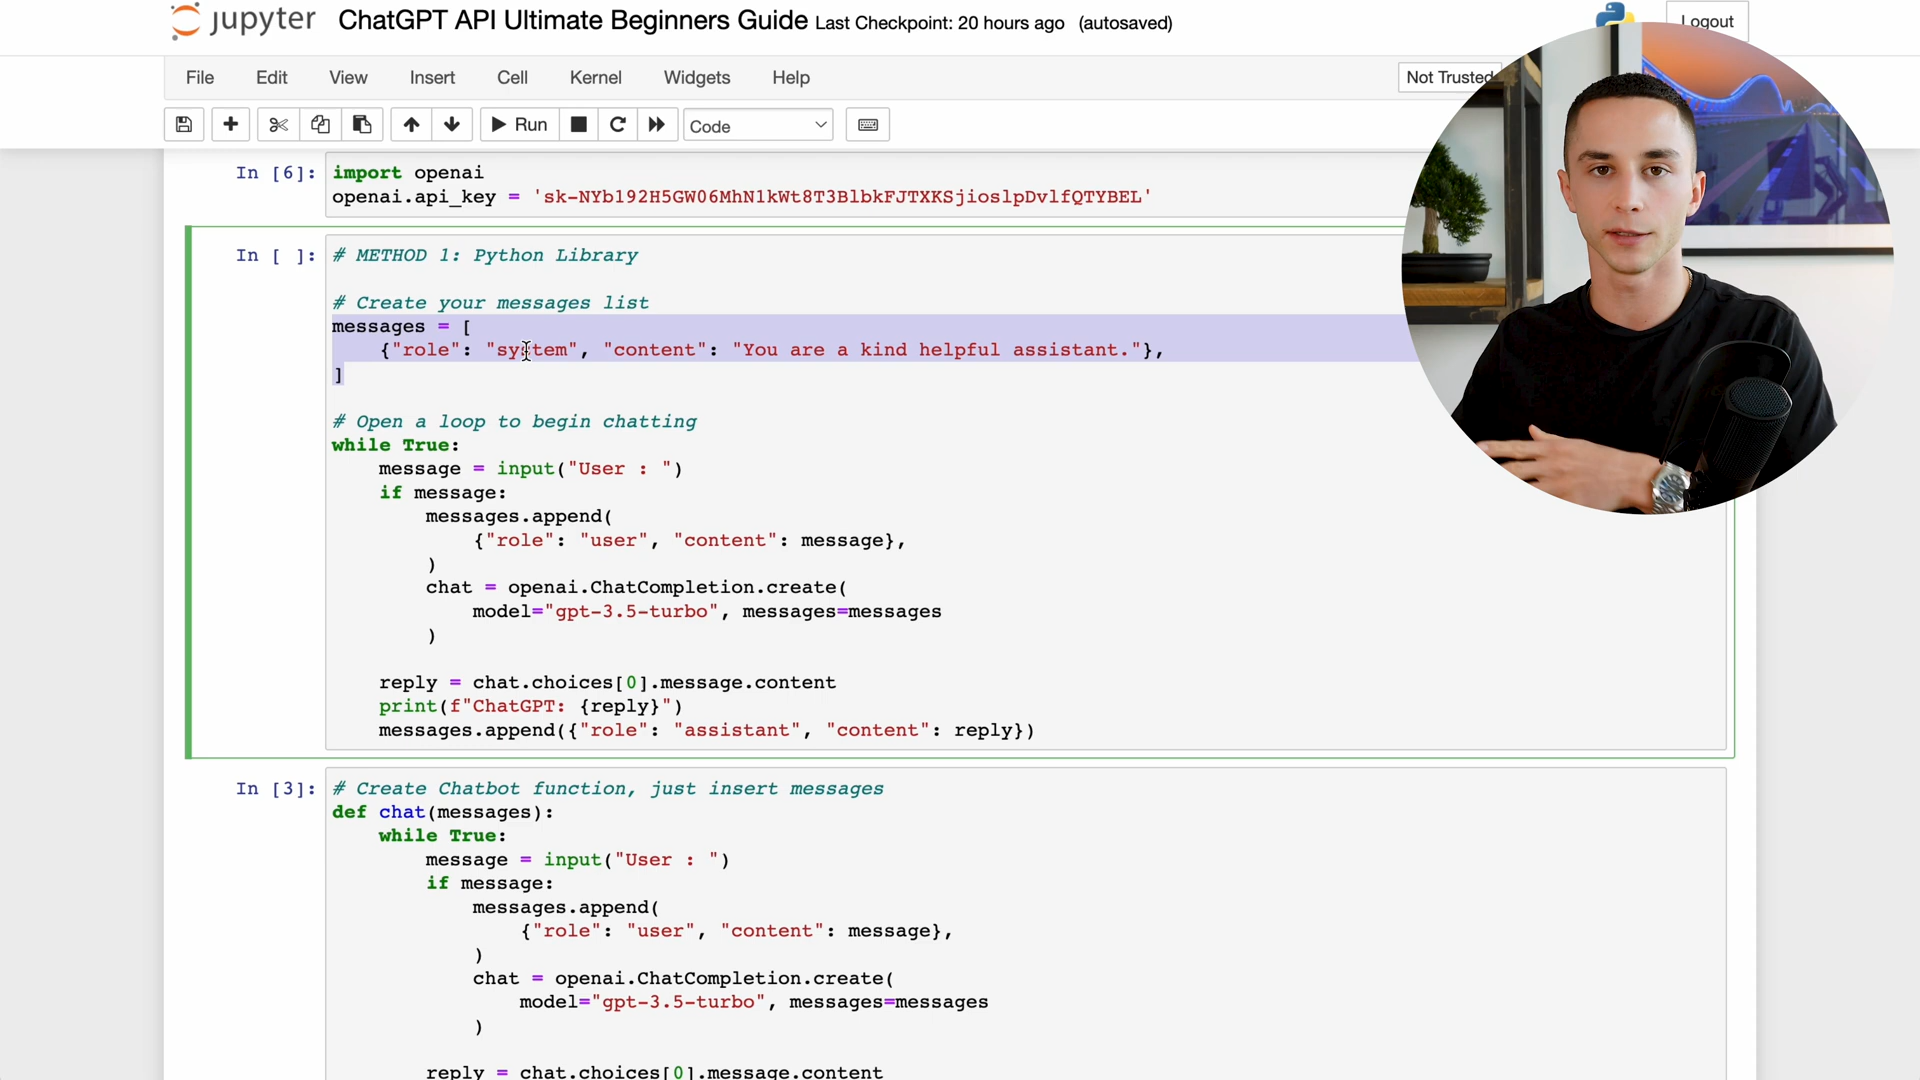 jupyter ChatGPT API Ultimate Beginners Guide Last Checkpoint: 20 hours ago (autosaved)
Logout
File Edit View Insert Cell Kernel Widgets Help
Not Trusted
Run Code
In [6]: import openai
openai.api_key = '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'
In [ ]: # METHOD 1: Python Library
# Create your messages list
messages = [
{"role": "system", "content": "You are a kind helpful assistant."},
]
# Open a loop to begin chatting
while True:
message = input("User : ")
if message:
messages.append(
{"role": "user", "content": message},
)
chat = openai.ChatCompletion.create(
model="gpt-3.5-turbo", messages=messages
)
reply = chat.choices[0].message.content
print(f"ChatGPT: {reply}")
messages.append({"role": "assistant", "content": reply})
In [3]: # Create Chatbot function, just insert messages
def chat(messages):
while True:
message = input("User : ")
if message:
messages.append(
{"role": "user", "content": message},
)
chat = openai.ChatCompletion.create(
model="gpt-3.5-turbo", messages=messages
)
reply = chat.choices[0].message.content